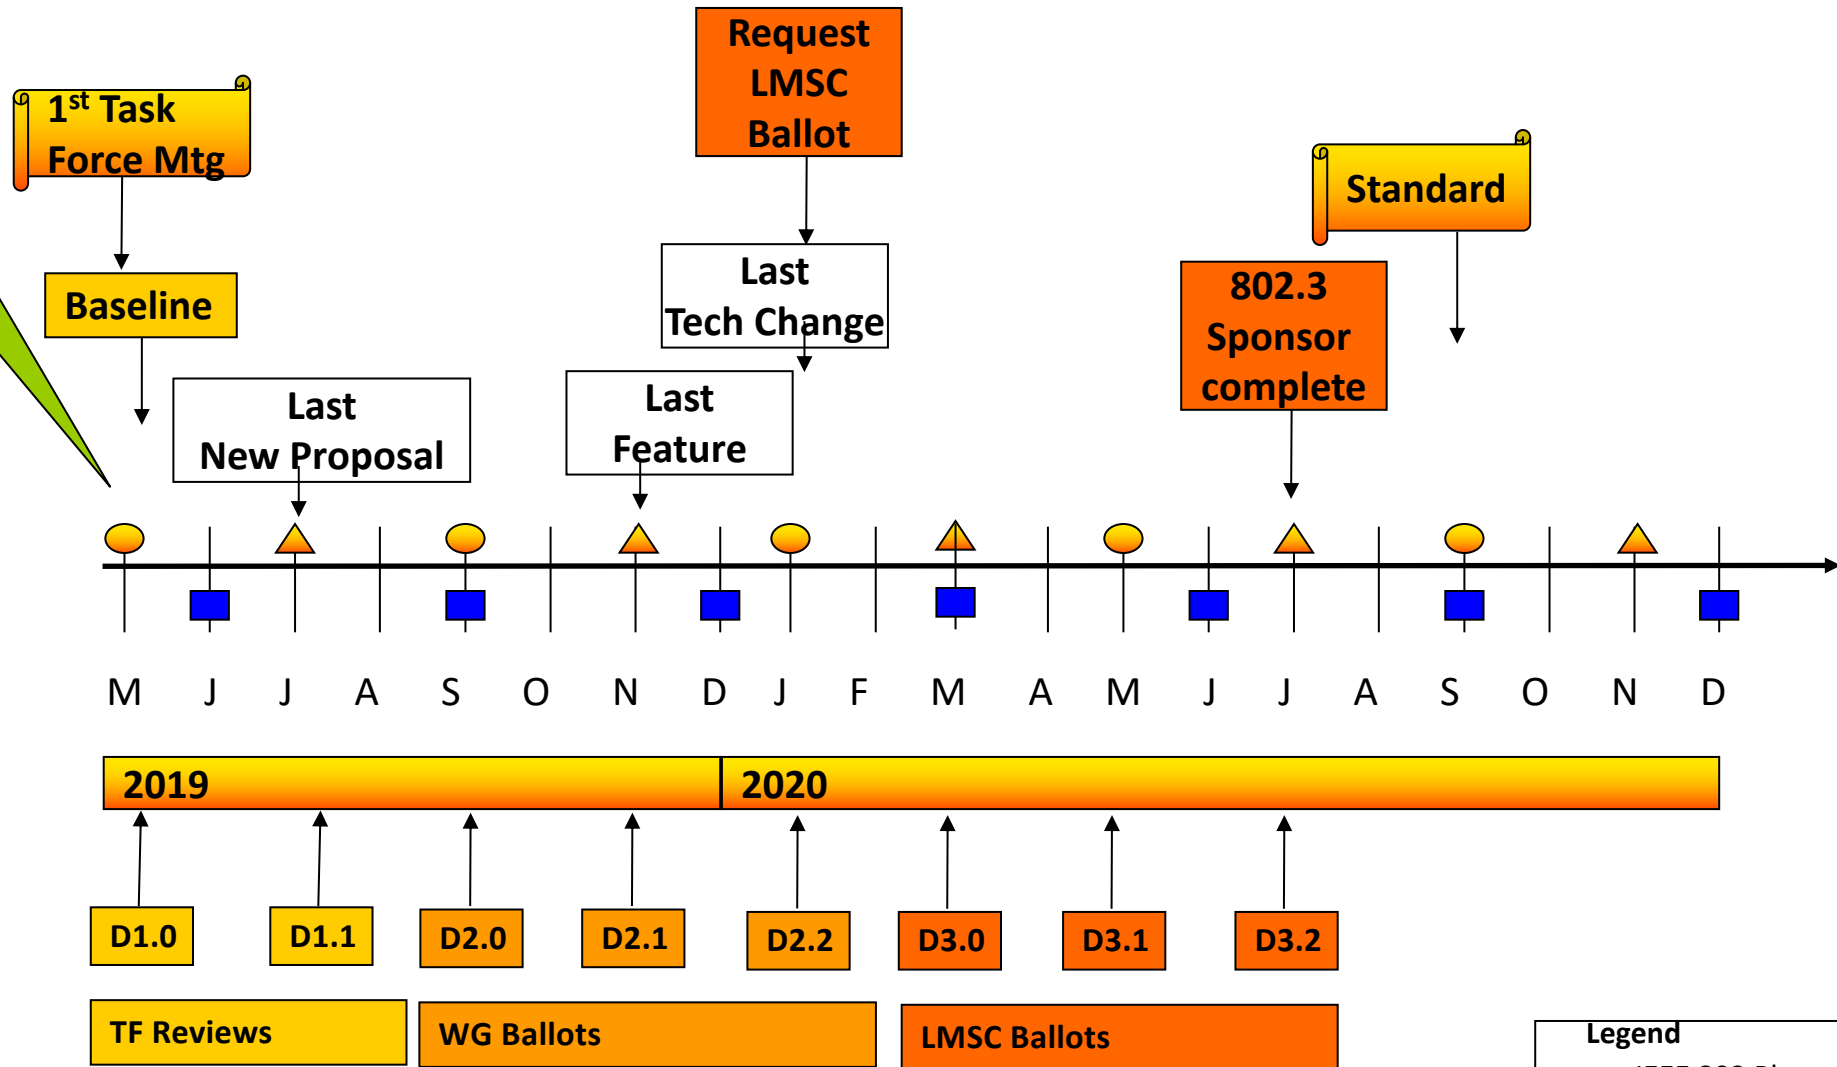 Request
LMSC
Ballot
1st Task
Force Mtg
Standard
Last
Tech Change
802.3
Sponsor
complete
Baseline
Last
New Proposal
Last
Feature
M J J A S O N D J F M A M J J A S O N D
2019 2020
D1.0 D1.1 D2.0 D2.1 D2.2 D3.0 D3.1 D3.2
TF Reviews WG Ballots LMSC Ballots
Legend